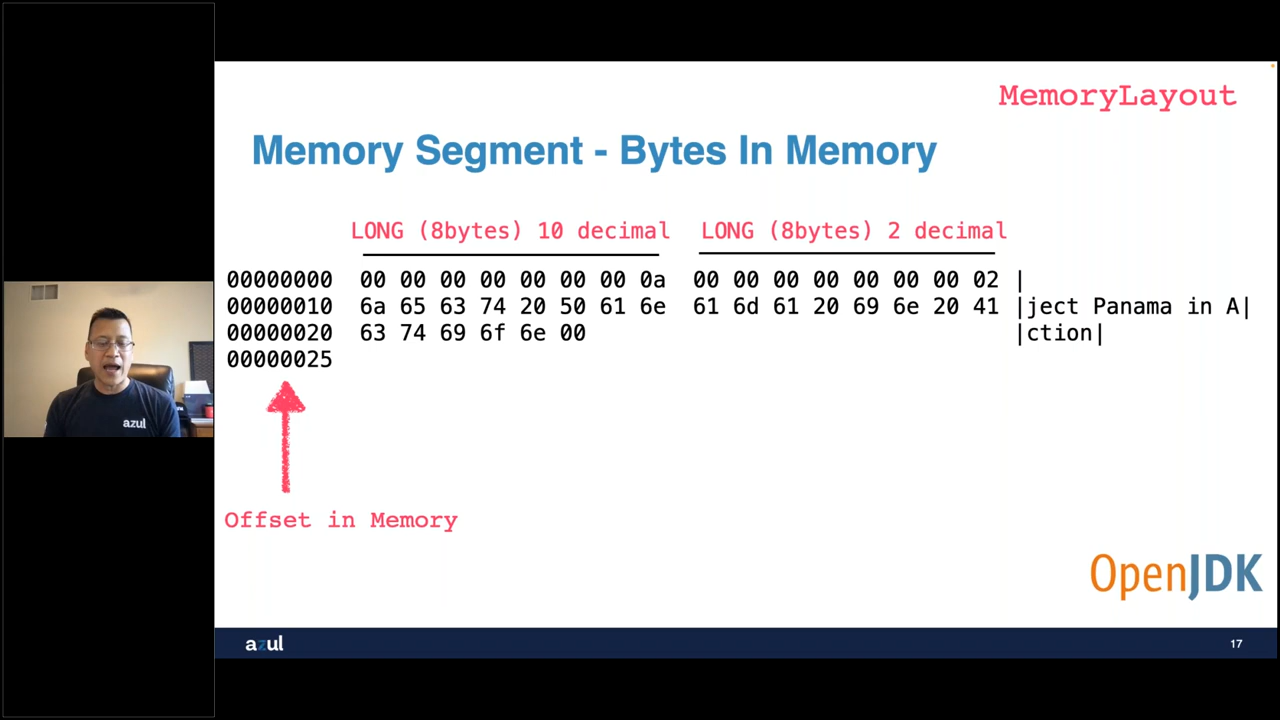 MemoryLayout
Memory Segment - Bytes In Memory
LONG (8bytes) 10 decimal LONG (8bytes) 2 decimal
00000000 00 00 00 00 00 00 00 0a 00 00 00 00 00 00 00 02 |
00000010 6a 65 63 74 20 50 61 6e 61 6d 61 20 69 6e 20 41 |ject Panama in A|
00000020 63 74 69 6f 6e 00 |ction|
00000025
azul
Offset in Memory
OpenJDK
azul
17